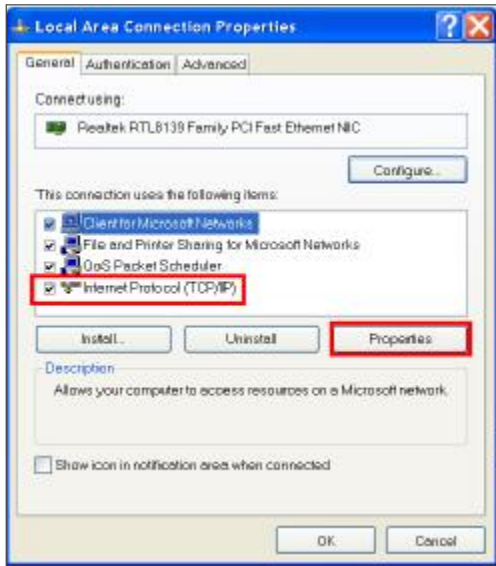 Local Area Connection Properties
General Authentication Advanced
Connect using:
Realtek RTL8139 Family PCI Fast Ethernet NIC
Configure...
This connection uses the following items:
Client for Microsoft Networks
File and Printer Sharing for Microsoft Networks
QoS Packet Scheduler
Internet Protocol (TCP/IP)
Install... Uninstall Properties
Description
Allows your computer to access resources on a Microsoft network.
Show icon in notification area when connected
OK Cancel